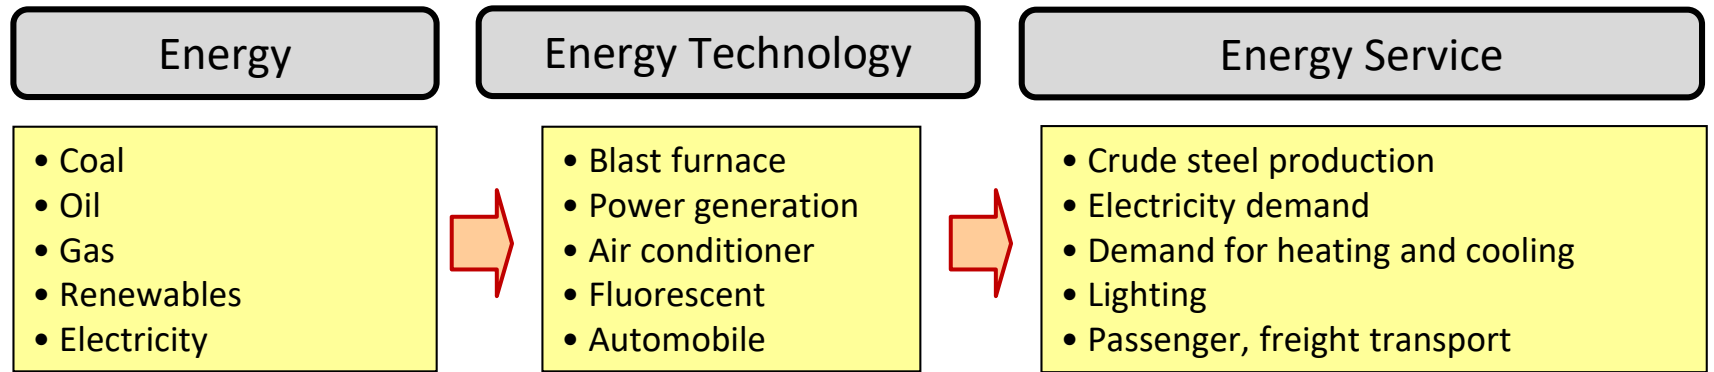 Energy
Energy Technology
Energy Service
• Coal
• Oil
• Gas
• Renewables
• Electricity
• Blast furnace
• Power generation
• Air conditioner
• Fluorescent
• Automobile
• Crude steel production
• Electricity demand
• Demand for heating and cooling
• Lighting
• Passenger, freight transport